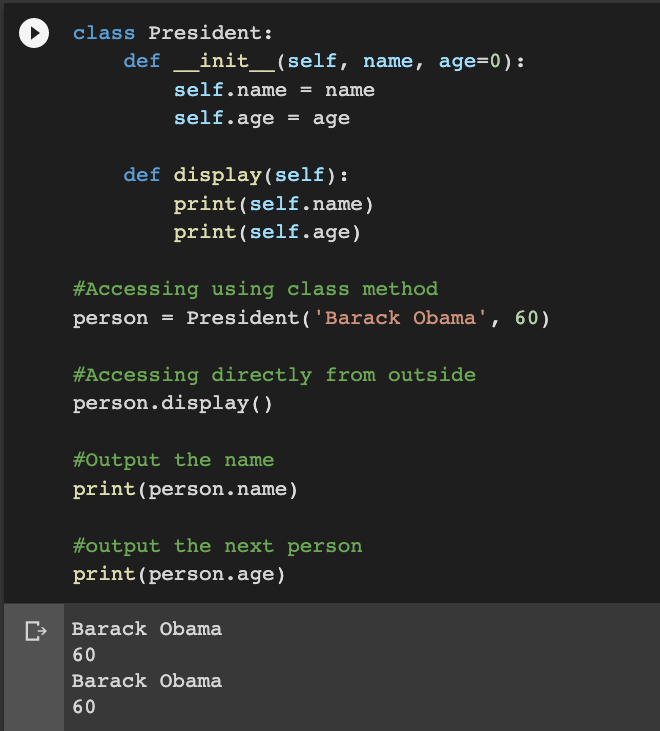 class President:
    def __init__(self, name, age=0):
        self.name = name
        self.age = age

    def display(self):
        print(self.name)
        print(self.age)

#Accessing using class method
person = President('Barack Obama', 60)

#Accessing directly from outside
person.display()

#Output the name
print(person.name)

#output the next person
print(person.age)
Barack Obama
60
Barack Obama
60